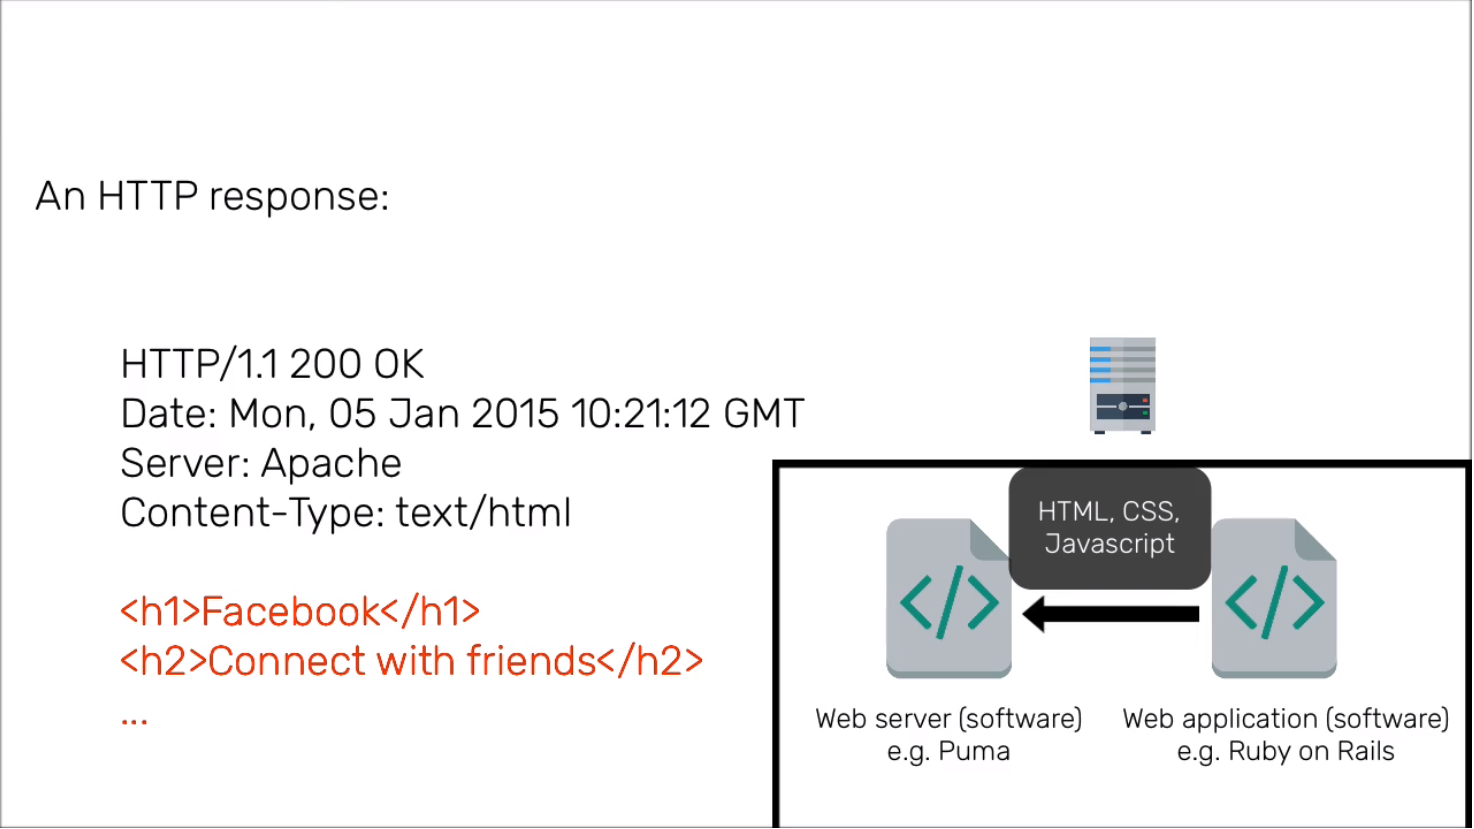 An HTTP response:
HTTP/1.1 200 OK
Date: Mon, 05 Jan 2015 10:21:12 GMT
Server: Apache
Content-Type: text/html
<h1>Facebook</h1>
<h2>Connect with friends</h2>
...
HTML, CSS,
Javascript
</>
</>
Web server (software)
e.g. Puma
Web application (software)
e.g. Ruby on Rails